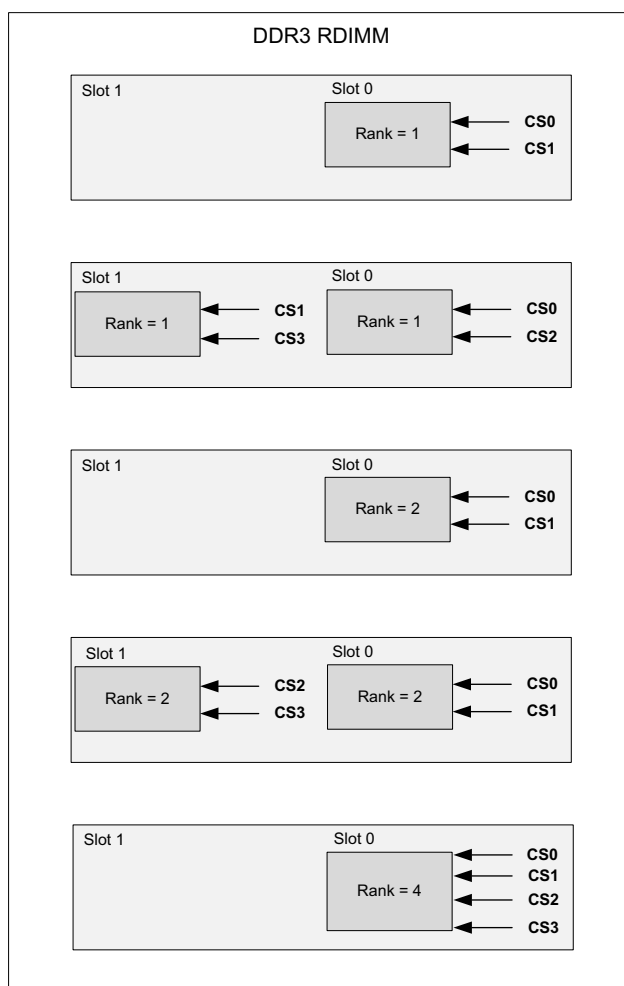 DDR3 RDIMM
Slot 1
Slot 0
Rank = 1
CS0
CS1
Slot 1
Slot 0
Rank = 1
CS1
CS3
Rank = 1
CS0
CS2
Slot 1
Slot 0
Rank = 2
CS0
CS1
Slot 1
Slot 0
Rank = 2
CS2
CS3
Rank = 2
CS0
CS1
Slot 1
Slot 0
Rank = 4
CS0
CS1
CS2
CS3